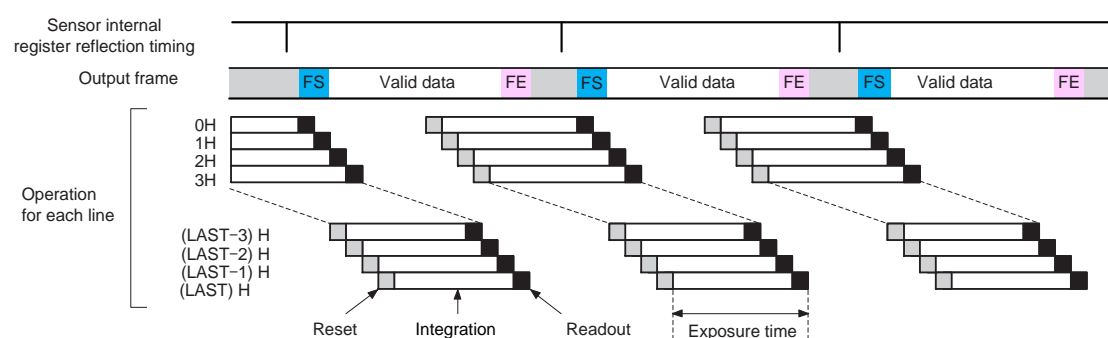 Sensor internal
register reflection timing
Output frame
FS Valid data FE FS Valid data FE FS Valid data FE
0H
1H
2H
3H
Operation
for each line
(LAST−3) H
(LAST−2) H
(LAST−1) H
(LAST) H
Reset Integration Readout Exposure time